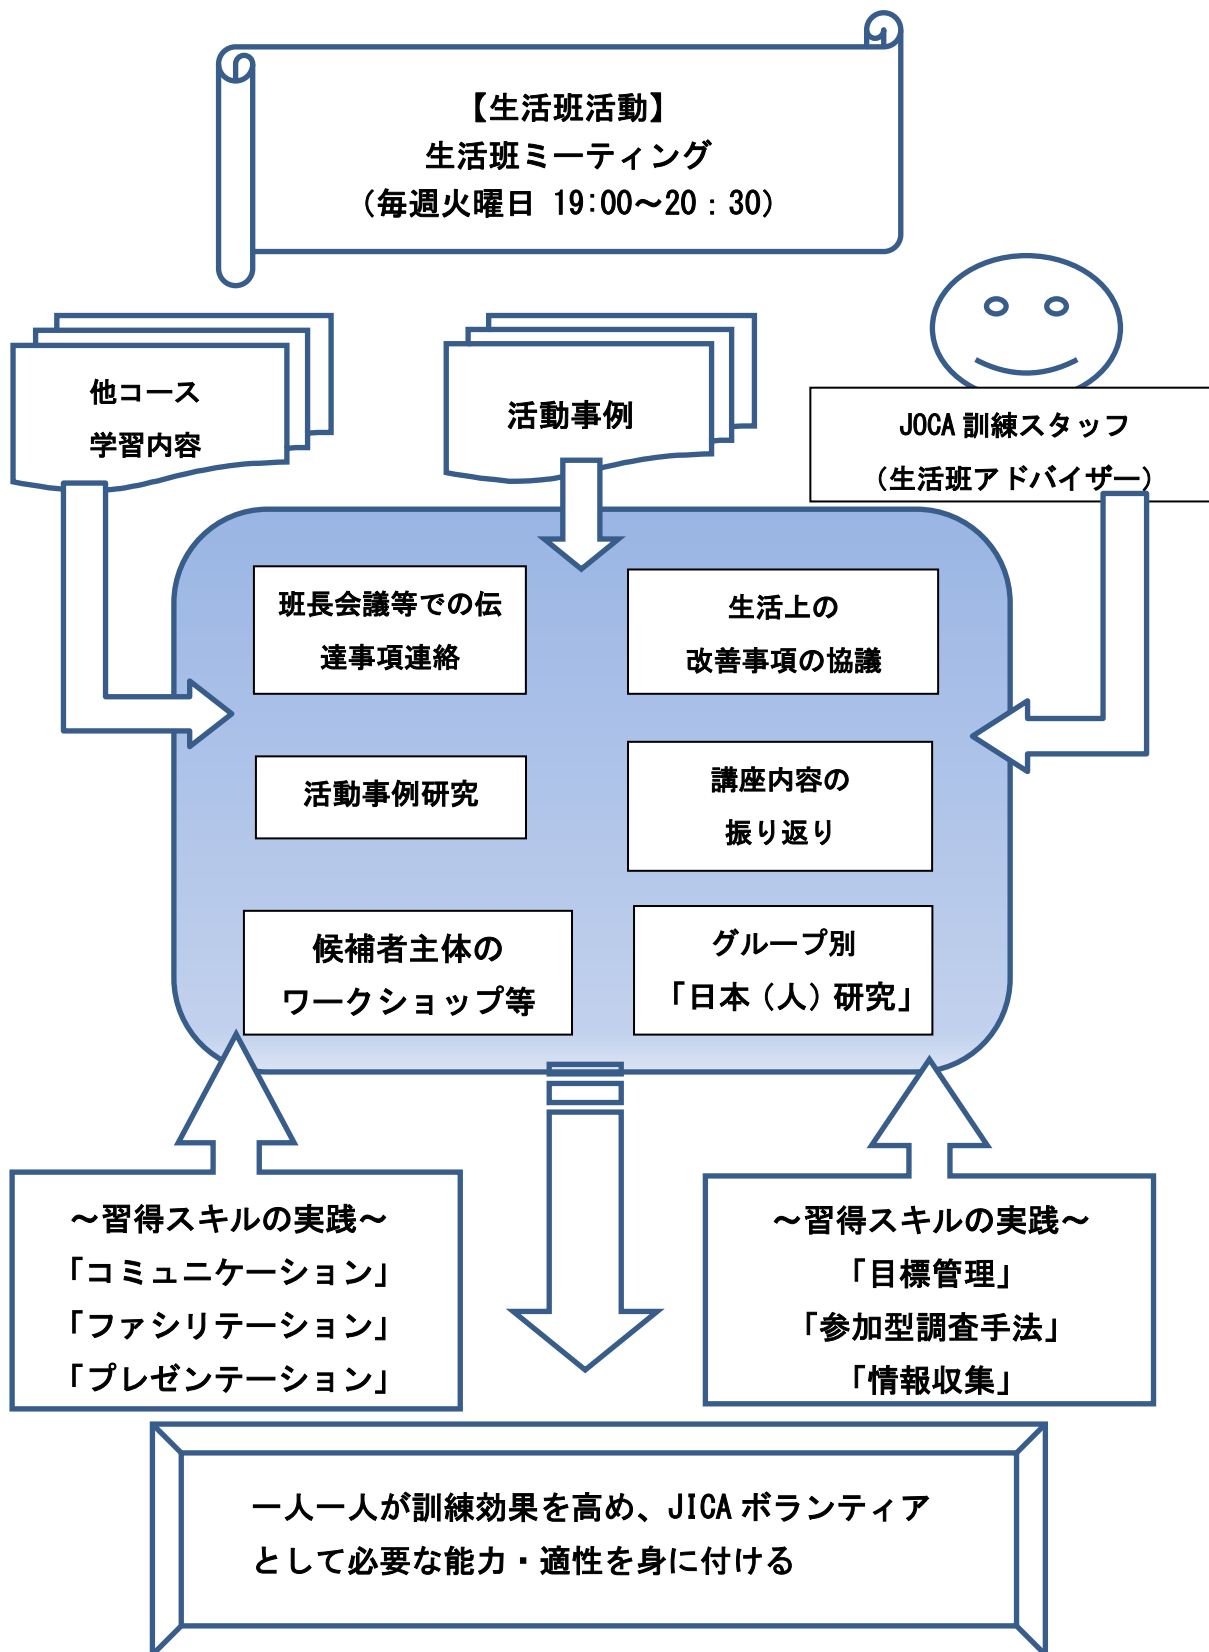 【生活班活動】
生活班ミーティング
（毎週火曜日 19:00～20：30）
他コース
学習内容
活動事例
JOCA 訓練スタッフ
（生活班アドバイザー）
班長会議等での伝
達事項連絡
生活上の
改善事項の協議
活動事例研究
講座内容の
振り返り
候補者主体の
ワークショップ等
グループ別
「日本（人）研究」
～習得スキルの実践～
「コミュニケーション」
「ファシリテーション」
「プレゼンテーション」
～習得スキルの実践～
「目標管理」
「参加型調査手法」
「情報収集」
一人一人が訓練効果を高め、JICA ボランティア
として必要な能力・適性を身に付ける